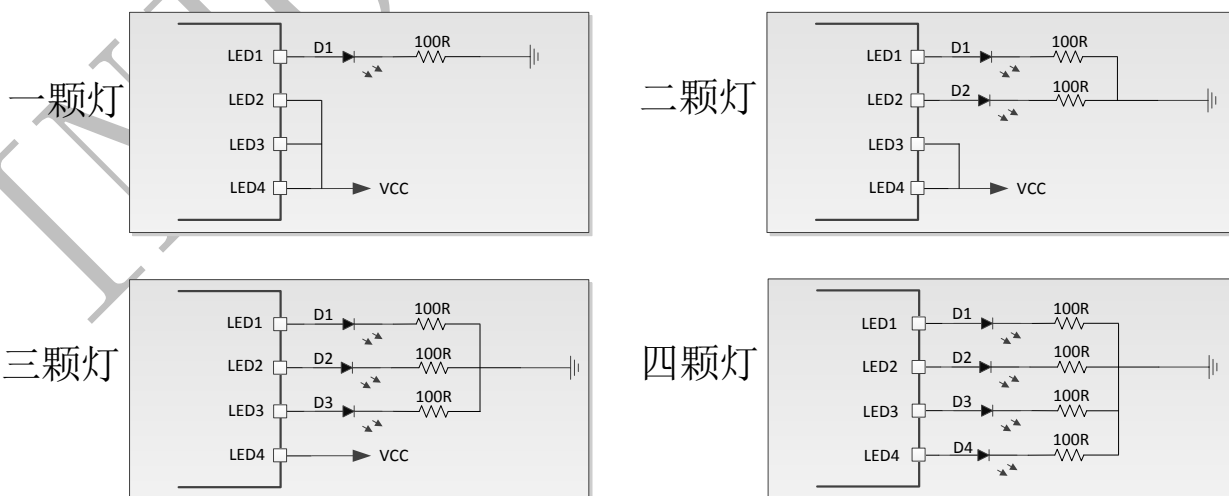 一颗灯
LED1
D1
100R
LED2
LED3
LED4
VCC
二颗灯
LED1
D1
100R
LED2
D2
100R
LED3
LED4
VCC
三颗灯
LED1
D1
100R
LED2
D2
100R
LED3
D3
100R
LED4
VCC
四颗灯
LED1
D1
100R
LED2
D2
100R
LED3
D3
100R
LED4
D4
100R